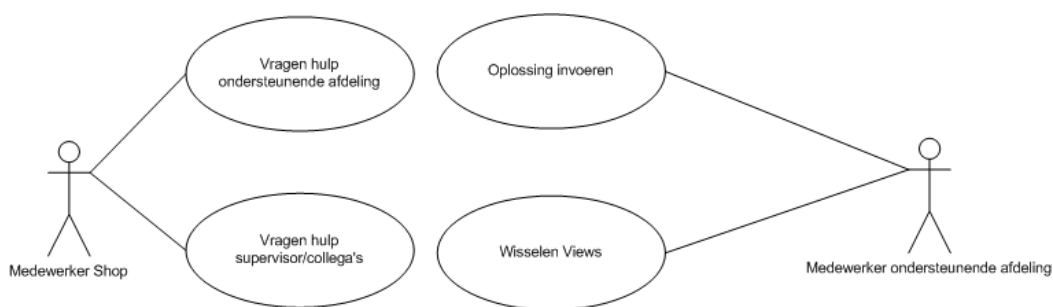 Vragen hulp
ondersteunende afdeling
Oplossing invoeren
Vragen hulp
supervisor/collega's
Wisselen Views
Medewerker Shop
Medewerker ondersteunende afdeling